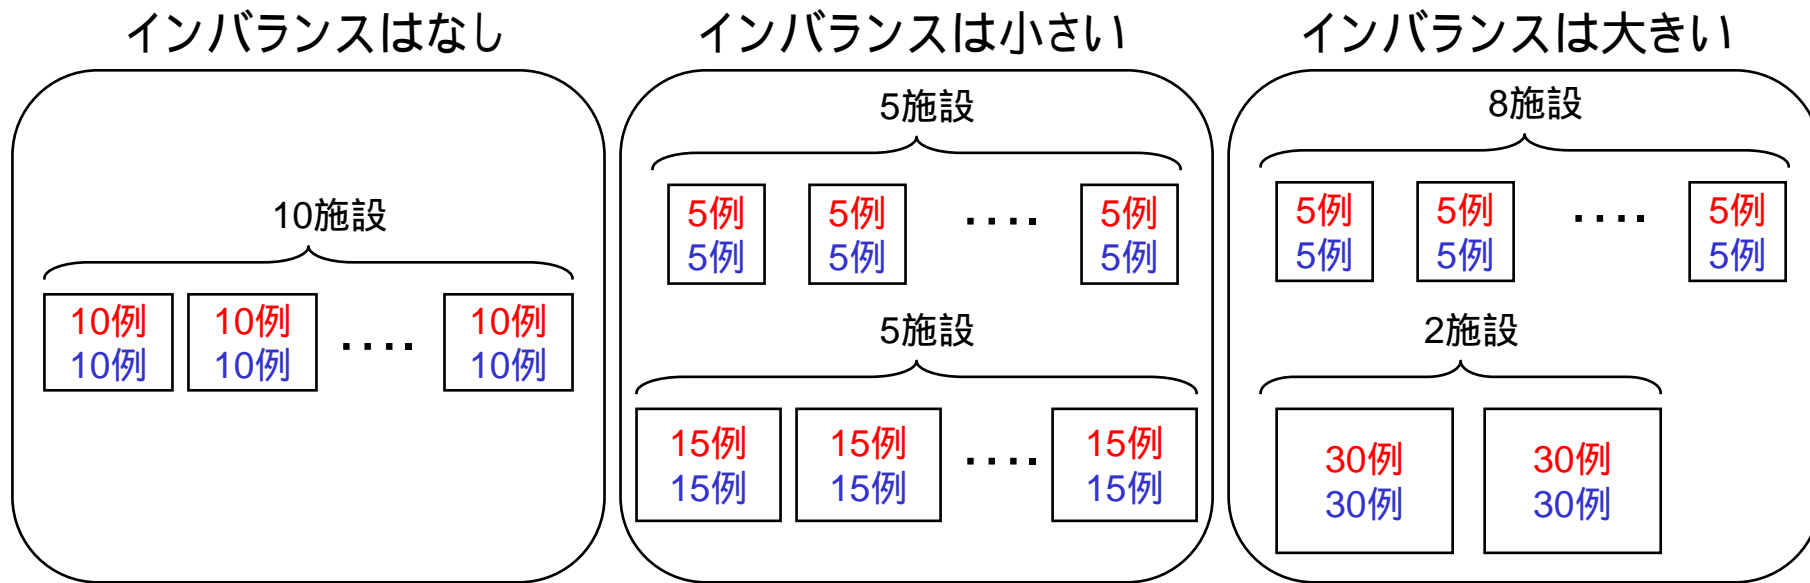 インバランスはなし
10施設
10例 10例 ‥‥ 10例
10例 10例 10例
インバランスは小さい
5施設
5例 5例 ‥‥ 5例
5例 5例 5例
5施設
15例 15例 ‥‥ 15例
15例 15例 15例
インバランスは大きい
8施設
5例 5例 ‥‥ 5例
5例 5例 5例
2施設
30例 30例
30例 30例